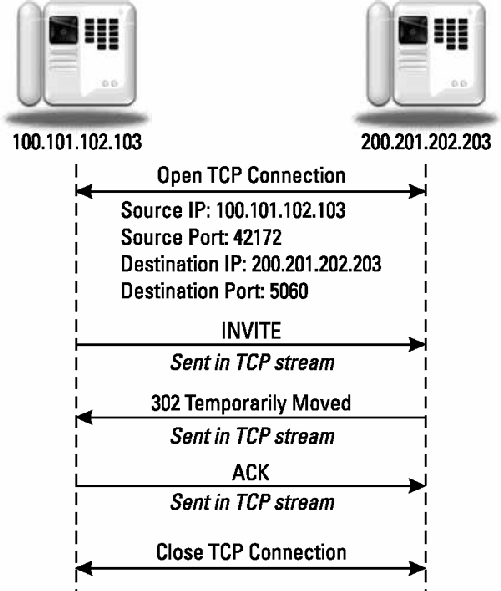 100.101.102.103
200.201.202.203
Open TCP Connection
Source IP: 100.101.102.103
Source Port: 42172
Destination IP: 200.201.202.203
Destination Port: 5060
INVITE
Sent in TCP stream
302 Temporarily Moved
Sent in TCP stream
ACK
Sent in TCP stream
Close TCP Connection